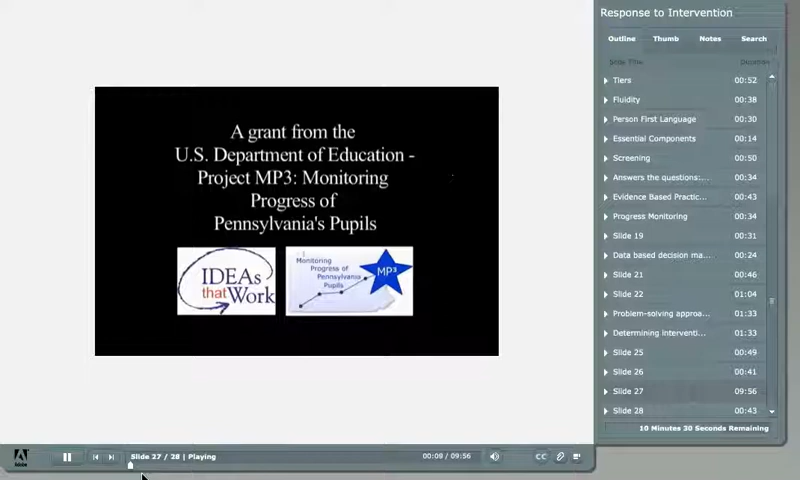 Response to Intervention
Outline Thumb Notes Search
Slide Title Duration
Tiers 00:52
Fluidity 00:38
Person First Language 00:30
Essential Components 00:14
Screening 00:50
Answers the questions:... 00:34
Evidence Based Practic... 00:43
Progress Monitoring 00:34
Slide 19 00:31
Data based decision ma... 00:24
Slide 21 00:46
Slide 22 01:04
Problem-solving approa... 01:33
Determining interventi... 01:33
Slide 25 00:49
Slide 26 00:41
Slide 27 09:56
Slide 28 00:43
10 Minutes 30 Seconds Remaining
A grant from the
U.S. Department of Education -
Project MP3: Monitoring
Progress of
Pennsylvania's Pupils
IDEAs
that Work
Monitoring
Progress of
Pennsylvania
Pupils
MP³
Adobe
Slide 27 / 28 | Playing
00:09 / 09:56
CC